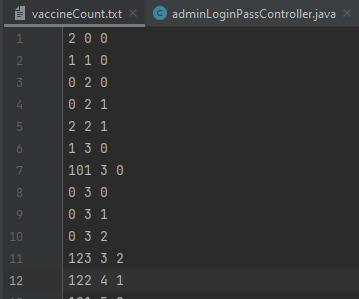 vaccineCount.txt × adminLoginPassController.java ×
1 2 0 0
2 1 1 0
3 0 2 0
4 0 2 1
5 2 2 1
6 1 3 0
7 101 3 0
8 0 3 0
9 0 3 1
10 0 3 2
11 123 3 2
12 122 4 1